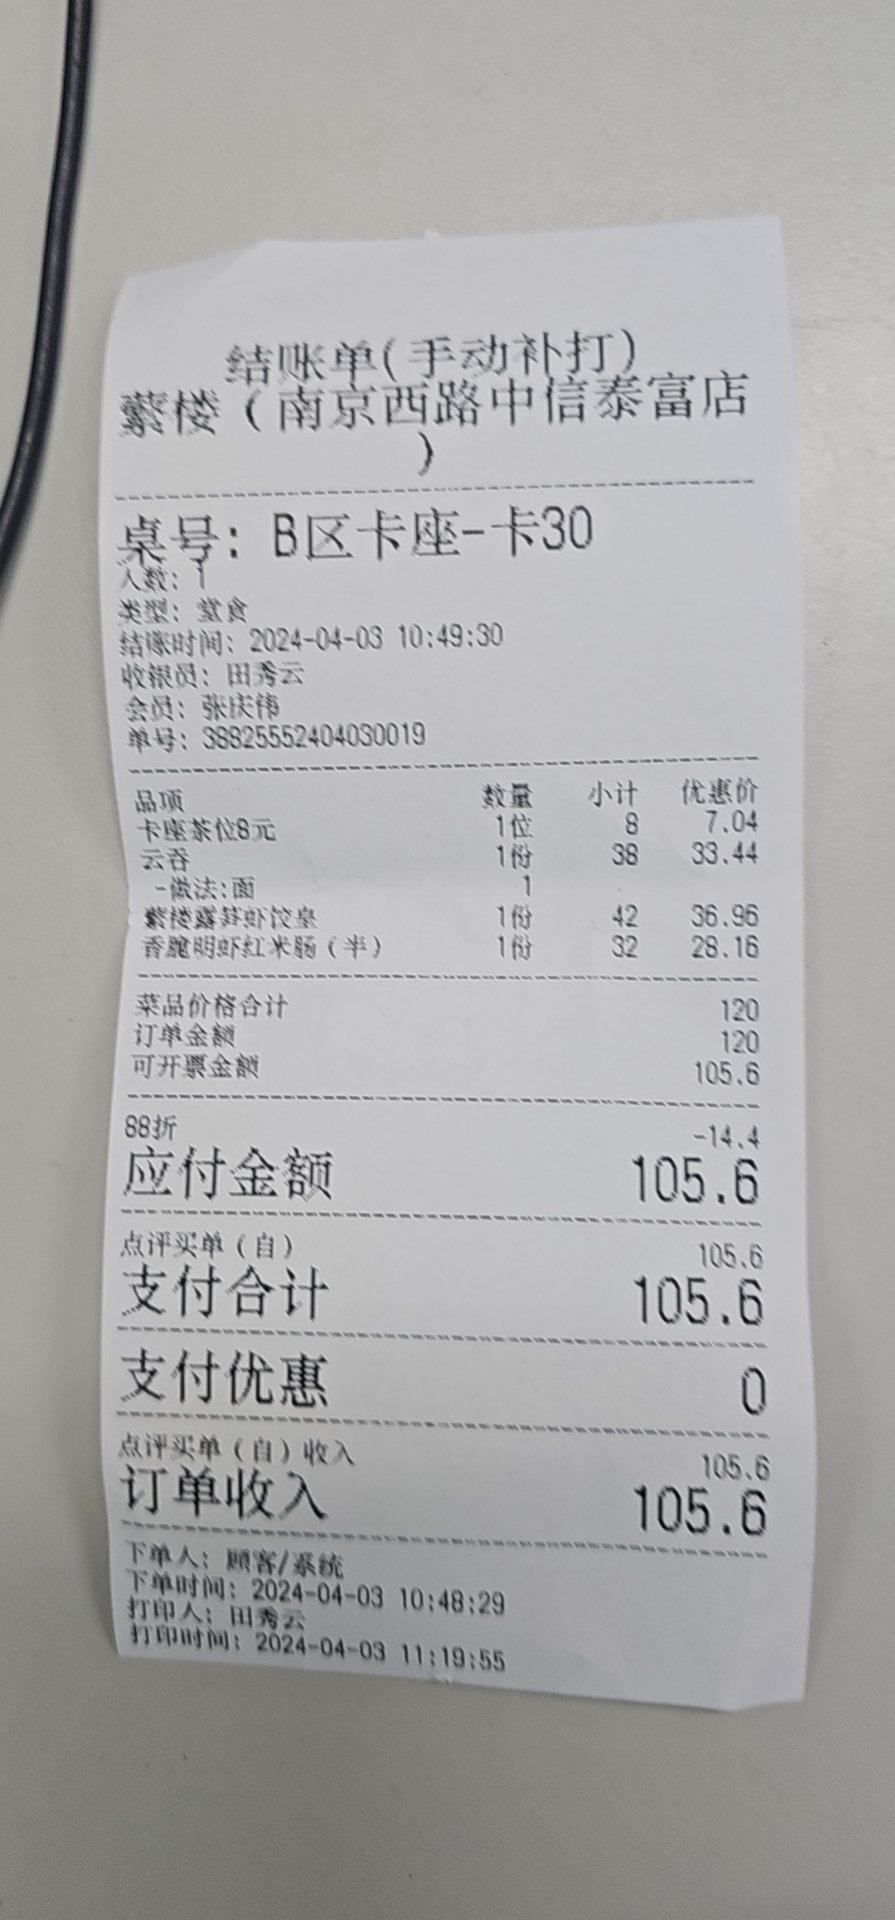 结账单(手动补打)
蘩楼（南京西路中信泰富店
）
桌号: B区卡座-卡30
人数: 1
类型: 堂食
结账时间: 2024-04-03 10:49:30
收银员: 田秀云
会员: 张庆伟
单号: 38825552404030019
品项 数量 小计 优惠价
卡座茶位8元 1位 8 7.04
云吞 1份 38 33.44
-做法:面 1
蘩楼露笋虾饺皇 1份 42 36.96
香脆明虾红米肠（半） 1份 32 28.16
菜品价格合计 120
订单金额 120
可开票金额 105.6
88折 -14.4
应付金额 105.6
点评买单（自） 105.6
支付合计 105.6
支付优惠 0
点评买单（自）收入 105.6
订单收入 105.6
下单人: 顾客/系统
下单时间: 2024-04-03 10:48:29
打印人: 田秀云
打印时间: 2024-04-03 11:19:55